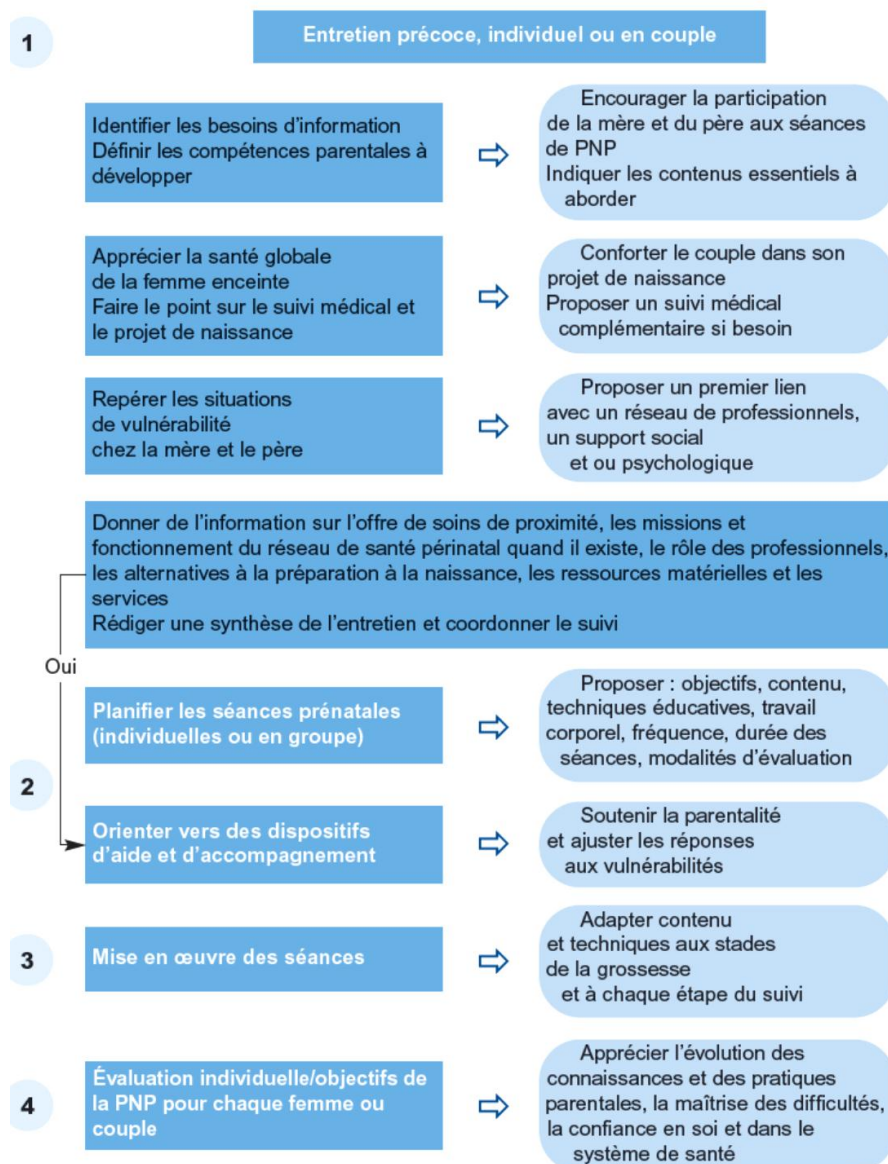 1
Entretien précoce, individuel ou en couple
Identifier les besoins d'information
Définir les compétences parentales à
développer
Encourager la participation
de la mère et du père aux séances
de PNP
Indiquer les contenus essentiels à
aborder
Apprécier la santé globale
de la femme enceinte
Faire le point sur le suivi médical et
le projet de naissance
Conforter le couple dans son
projet de naissance
Proposer un suivi médical
complémentaire si besoin
Repérer les situations
de vulnérabilité
chez la mère et le père
Proposer un premier lien
avec un réseau de professionnels,
un support social
et ou psychologique
Donner de l'information sur l'offre de soins de proximité, les missions et
fonctionnement du réseau de santé périnatal quand il existe, le rôle des professionnels,
les alternatives à la préparation à la naissance, les ressources matérielles et les
services
Rédiger une synthèse de l'entretien et coordonner le suivi
Oui
2
Planifier les séances prénatales
(individuelles ou en groupe)
Proposer : objectifs, contenu,
techniques éducatives, travail
corporel, fréquence, durée des
séances, modalités d'évaluation
Orienter vers des dispositifs
d'aide et d'accompagnement
Soutenir la parentalité
et ajuster les réponses
aux vulnérabilités
3
Mise en œuvre des séances
Adapter contenu
et techniques aux stades
de la grossesse
et à chaque étape du suivi
4
Évaluation individuelle/objectifs de
la PNP pour chaque femme ou
couple
Apprécier l'évolution des
connaissances et des pratiques
parentales, la maîtrise des difficultés,
la confiance en soi et dans le
système de santé